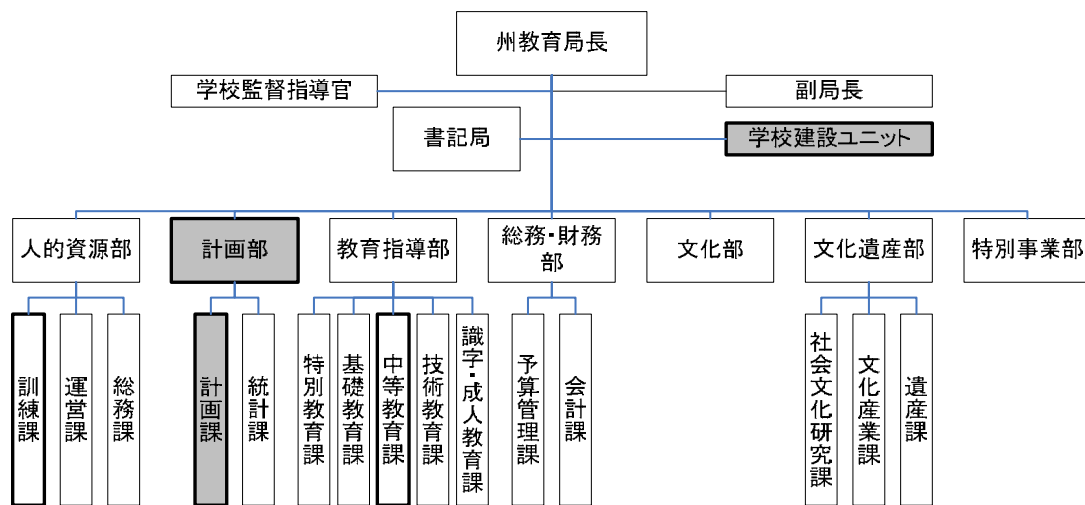 州教育局長
学校監督指導官
副局長
書記局
学校建設ユニット
人的資源部
計画部
教育指導部
総務・財務
部
文化部
文化遺産部
特別事業部
訓練課
運営課
総務課
計画課
統計課
特別教育課
基礎教育課
中等教育課
技術教育課
識字・成人教育課
予算管理課
会計課
社会文化研究課
文化産業課
遺産課